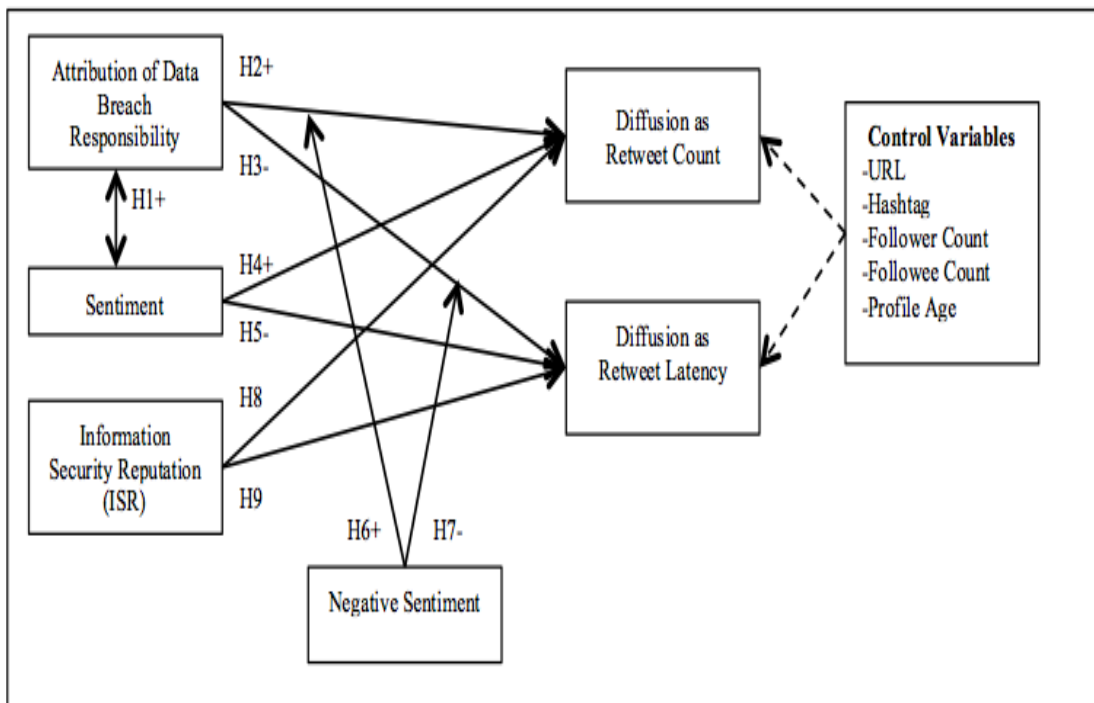 Attribution of Data
Breach
Responsibility
H1+
Sentiment
Information
Security Reputation
(ISR)
H2+
H3-
H4+
H5-
H8
H9
H6+
H7-
Negative Sentiment
Diffusion as
Retweet Count
Diffusion as
Retweet Latency
Control Variables
-URL
-Hashtag
-Follower Count
-Followee Count
-Profile Age